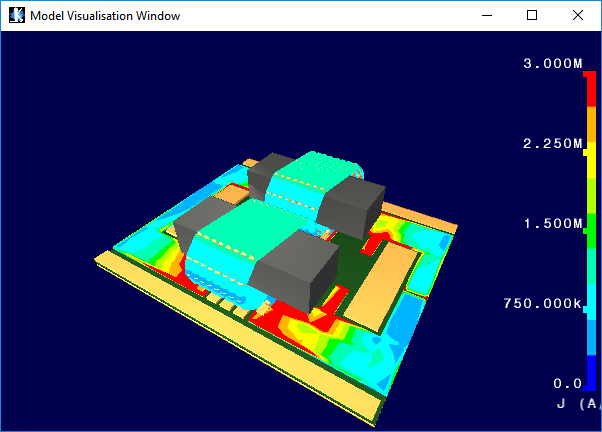 Model Visualisation Window
3.000M
2.250M
1.500M
750.000k
0.0
J (A/